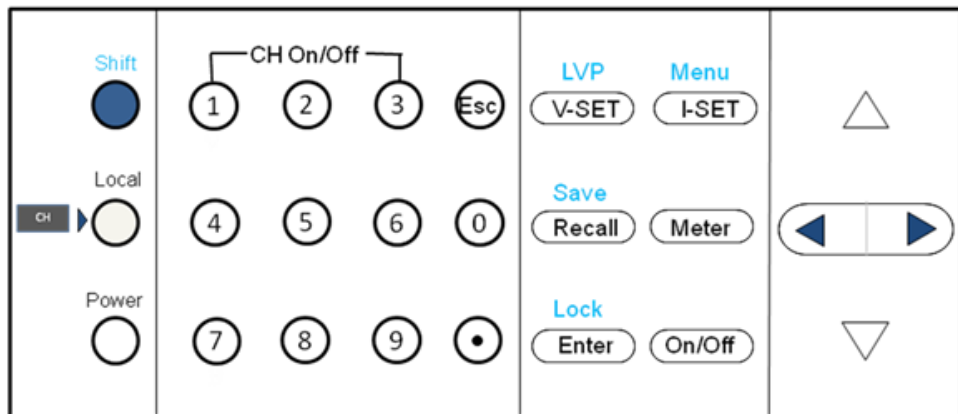 Shift
CH On/Off
LVP Menu
1 2 3 Esc V-SET I-SET
Local
Save
CH 4 5 6 0 Recall Meter
Power
Lock
7 8 9 • Enter On/Off